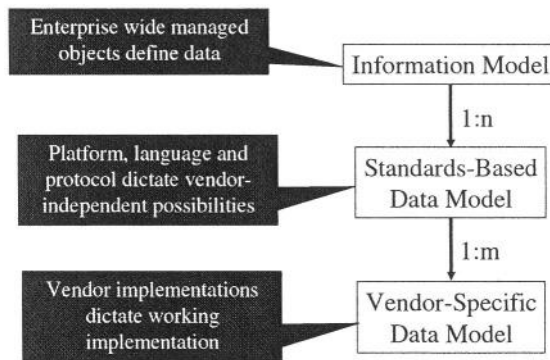 Enterprise wide managed
objects define data
Information Model
1:n
Platform, language and
protocol dictate vendor-
independent possibilities
Standards-Based
Data Model
1:m
Vendor implementations
dictate working
implementation
Vendor-Specific
Data Model